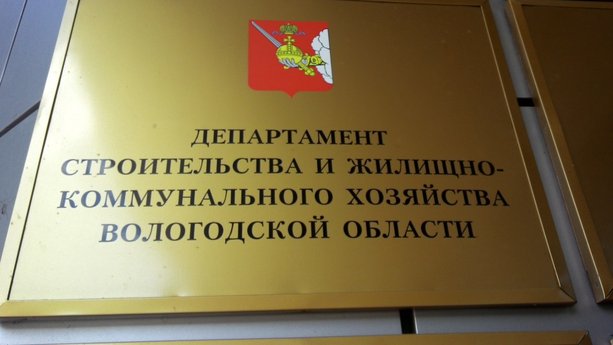 ДЕПАРТАМЕНТ
СТРОИТЕЛЬСТВА И ЖИЛИЩНО-
КОММУНАЛЬНОГО ХОЗЯЙСТВА
ВОЛОГОДСКОЙ ОБЛАСТИ